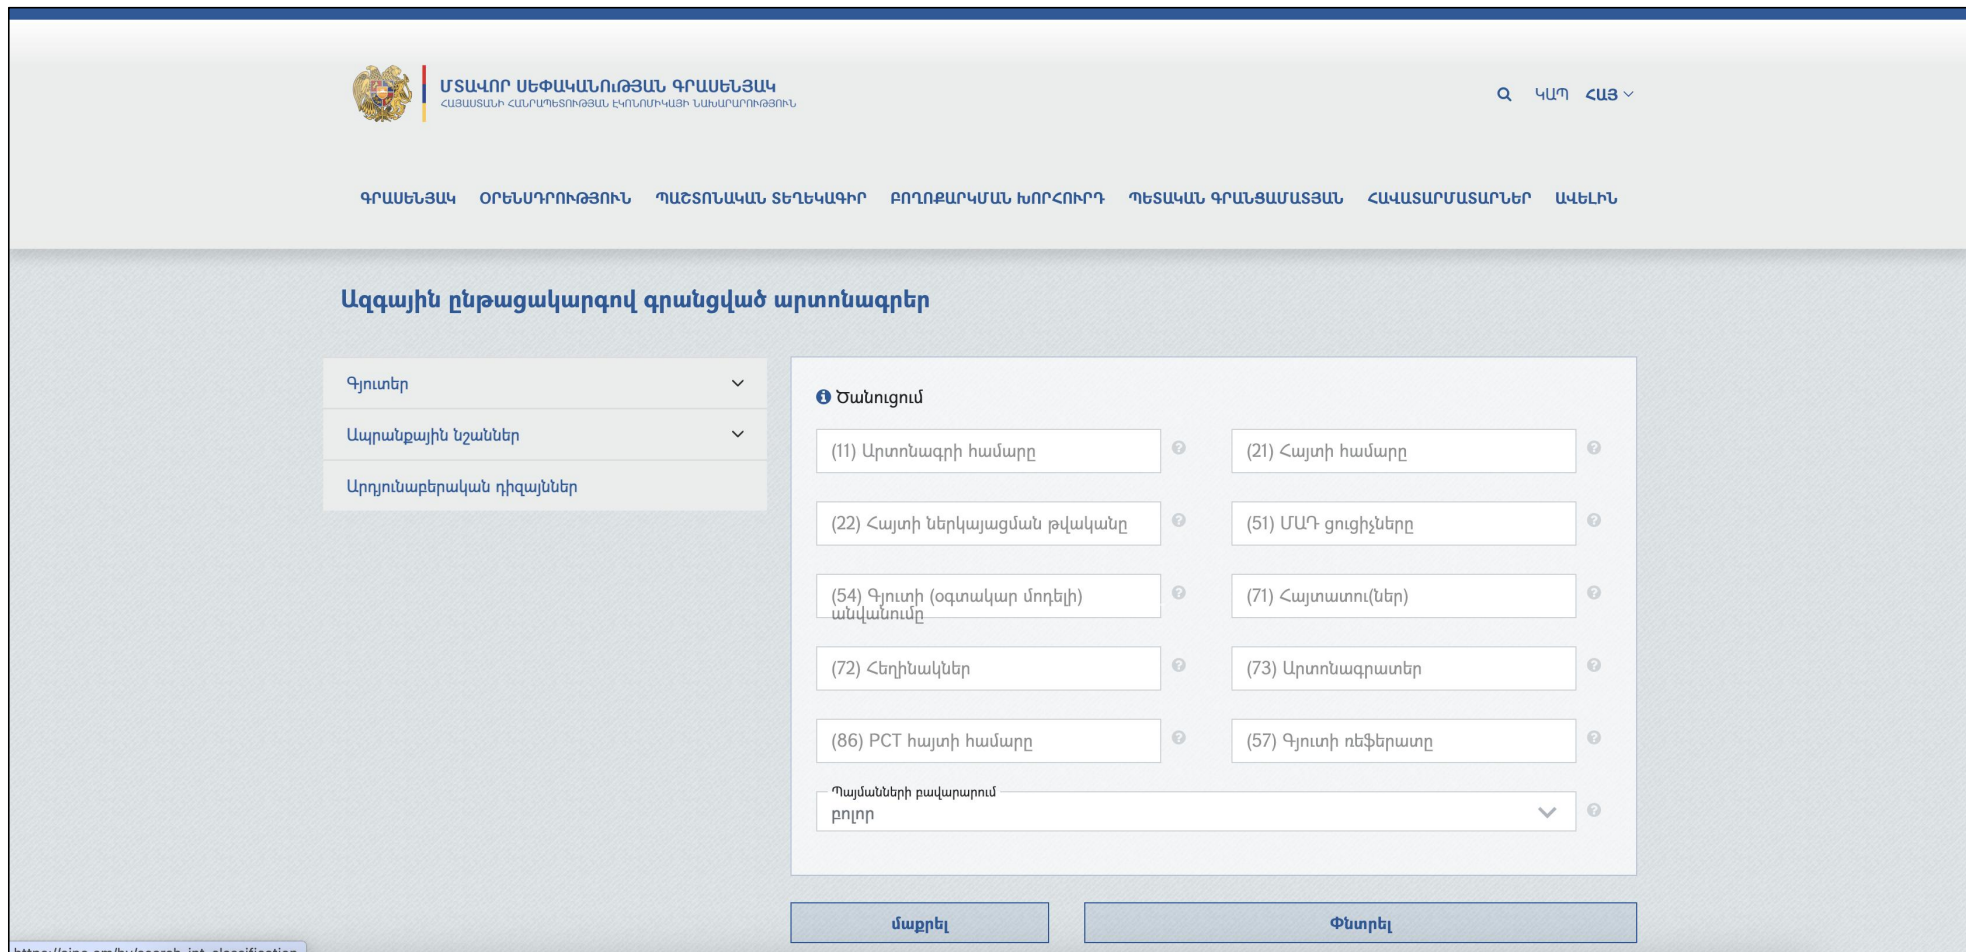 ՄՏԱՎՈՐ ՍԵՓԱԿԱՆՈւԹՅԱՆ ԳՐԱՍԵՆՅԱԿ
ՀԱՅԱՍՏԱՆԻ ՀԱՆՐԱՊԵՏՈՒԹՅԱՆ ԷԿՈՆՈՄԻԿԱՅԻ ՆԱԽԱՐԱՐՈՒԹՅՈՒՆ
ԿԱՊ ՀԱՅ
ԳՐԱՍԵՆՅԱԿ ՕՐԵՆՍԴՐՈՒԹՅՈՒՆ ՊԱՇՏՈՆԱԿԱՆ ՏԵՂԵԿԱԳԻՐ ԲՈՂՈՔԱՐԿՄԱՆ ԽՈՐՀՈՒՐԴ ՊԵՏԱԿԱՆ ԳՐԱՆՑԱՄԱՏՅԱՆ ՀԱՎԱՏԱՐՄԱՏԱՐՆԵՐ ԱՎԵԼԻՆ
Ազգային ընթացակարգով գրանցված արտոնագրեր
Գյուտեր
Ապրանքային նշաններ
Արդյունաբերական դիզայններ
Ծանուցում
(11) Արտոնագրի համարը
(21) Հայտի համարը
(22) Հայտի ներկայացման թվականը
(51) ՄԱԴ ցուցիչները
(54) Գյուտի (օգտակար մոդելի)
անվանումը
(71) Հայտատու(ներ)
(72) Հեղինակներ
(73) Արտոնագրատեր
(86) PCT հայտի համարը
(57) Գյուտի ռեֆերատը
Պայմանների բավարարում
բոլոր
մաքրել
Փնտրել